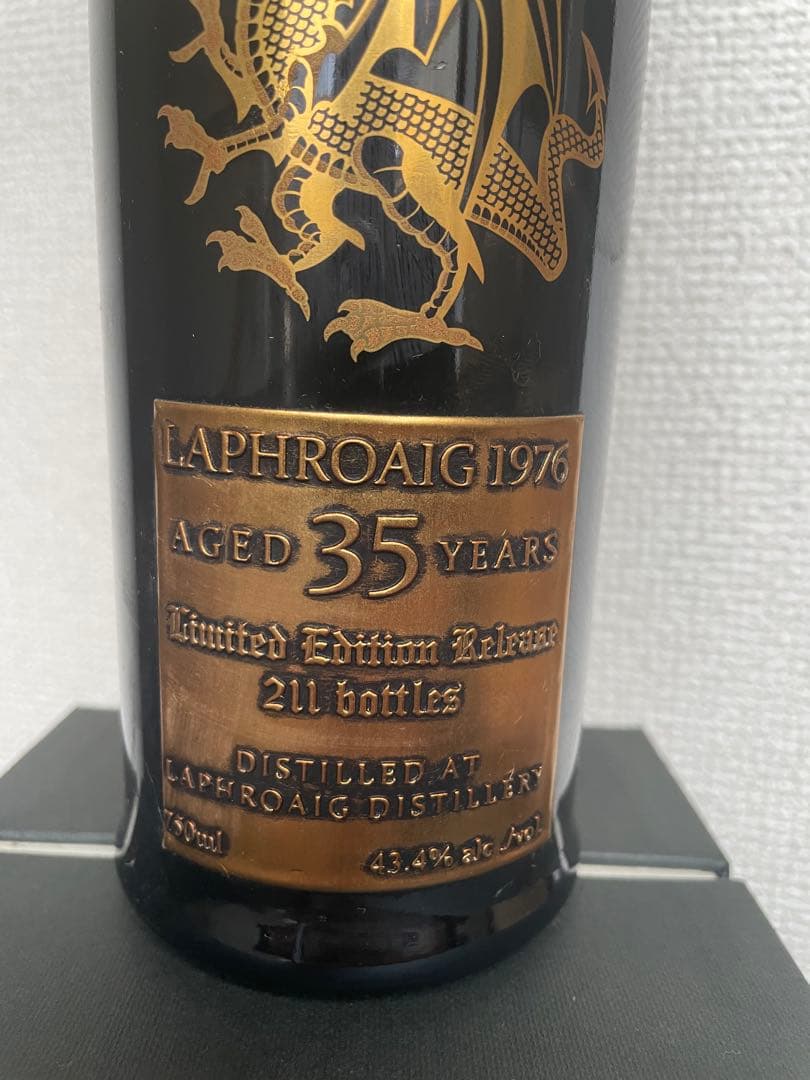 LAPHROAIG 1976
AGED 35 YEARS
Limited Edition Release
211 bottles
DISTILLED AT
LAPHROAIG DISTILLERY
750ml
43.4% alc./vol